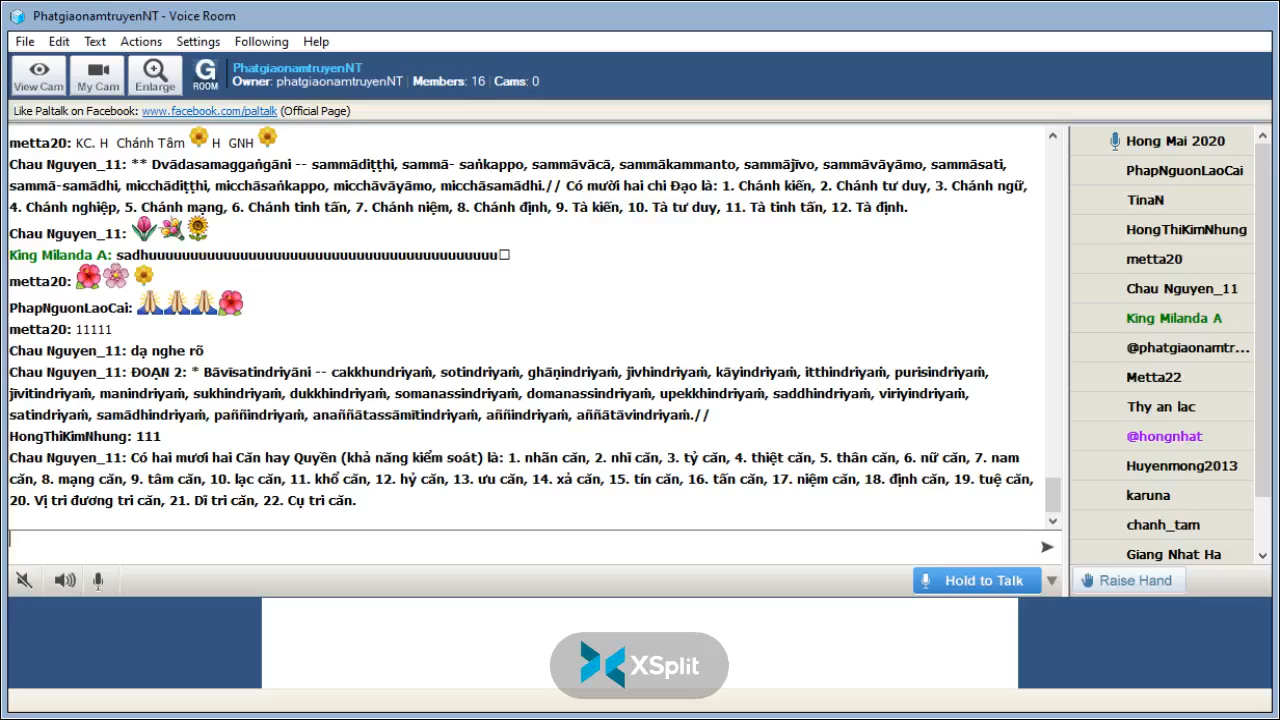 PhatgiaonamtruyenNT - Voice Room
File Edit Text Actions Settings Following Help
View Cam My Cam Enlarge G ROOM
PhatgiaonamtruyenNT
Owner: phatgiaonamtruyenNT | Members: 16 | Cams: 0
Like Paltalk on Facebook: www.facebook.com/paltalk (Official Page)
metta20: KC. H Chánh Tâm H GNH
Chau Nguyen_11: ** Dvādasamaggaṅgāni -- sammādiṭṭhi, sammā- saṅkappo, sammāvācā, sammākammanto, sammājīvo, sammāvāyāmo, sammāsati,
sammā-samādhi, micchādiṭṭhi, micchāsaṅkappo, micchāvāyāmo, micchāsamādhi.// Có mười hai chi Đạo là: 1. Chánh kiến, 2. Chánh tư duy, 3. Chánh ngữ,
4. Chánh nghiệp, 5. Chánh mạng, 6. Chánh tinh tấn, 7. Chánh niệm, 8. Chánh định, 9. Tà kiến, 10. Tà tư duy, 11. Tà tinh tấn, 12. Tà định.
Chau Nguyen_11:
King Milanda A: sadhuuuuuuuuuuuuuuuuuuuuuuuuuuuuuuuuuuuuuuuuu
metta20:
PhapNguonLaoCai:
metta20: 11111
Chau Nguyen_11: dạ nghe rõ
Chau Nguyen_11: ĐOẠN 2: * Bāvīsatindriyāni -- cakkhundriyaṁ, sotindriyaṁ, ghāṇindriyaṁ, jivhindriyaṁ, kāyindriyaṁ, itthindriyaṁ, purisindriyaṁ,
jīvitindriyaṁ, manindriyaṁ, sukhindriyaṁ, dukkhindriyaṁ, somanassindriyaṁ, domanassindriyaṁ, upekkhindriyaṁ, saddhindriyaṁ, viriyindriyaṁ,
satindriyaṁ, samādhindriyaṁ, paññindriyaṁ, anaññātassāmītindriyaṁ, aññindriyaṁ, aññātāvindriyaṁ.//
HongThiKimNhung: 111
Chau Nguyen_11: Có hai mươi hai Căn hay Quyền (khả năng kiểm soát) là: 1. nhãn căn, 2. nhĩ căn, 3. tỷ căn, 4. thiệt căn, 5. thân căn, 6. nữ căn, 7. nam
căn, 8. mạng căn, 9. tâm căn, 10. lạc căn, 11. khổ căn, 12. hỷ căn, 13. ưu căn, 14. xả căn, 15. tín căn, 16. tấn căn, 17. niệm căn, 18. định căn, 19. tuệ căn,
20. Vị tri đương tri căn, 21. Dĩ tri căn, 22. Cụ tri căn.
Hong Mai 2020
PhapNguonLaoCai
TinaN
HongThiKimNhung
metta20
Chau Nguyen_11
King Milanda A
@phatgiaonamtr...
Metta22
Thy an lac
@hongnhat
Huyenmong2013
karuna
chanh_tam
Giang Nhat Ha
Hold to Talk
Raise Hand
XSplit